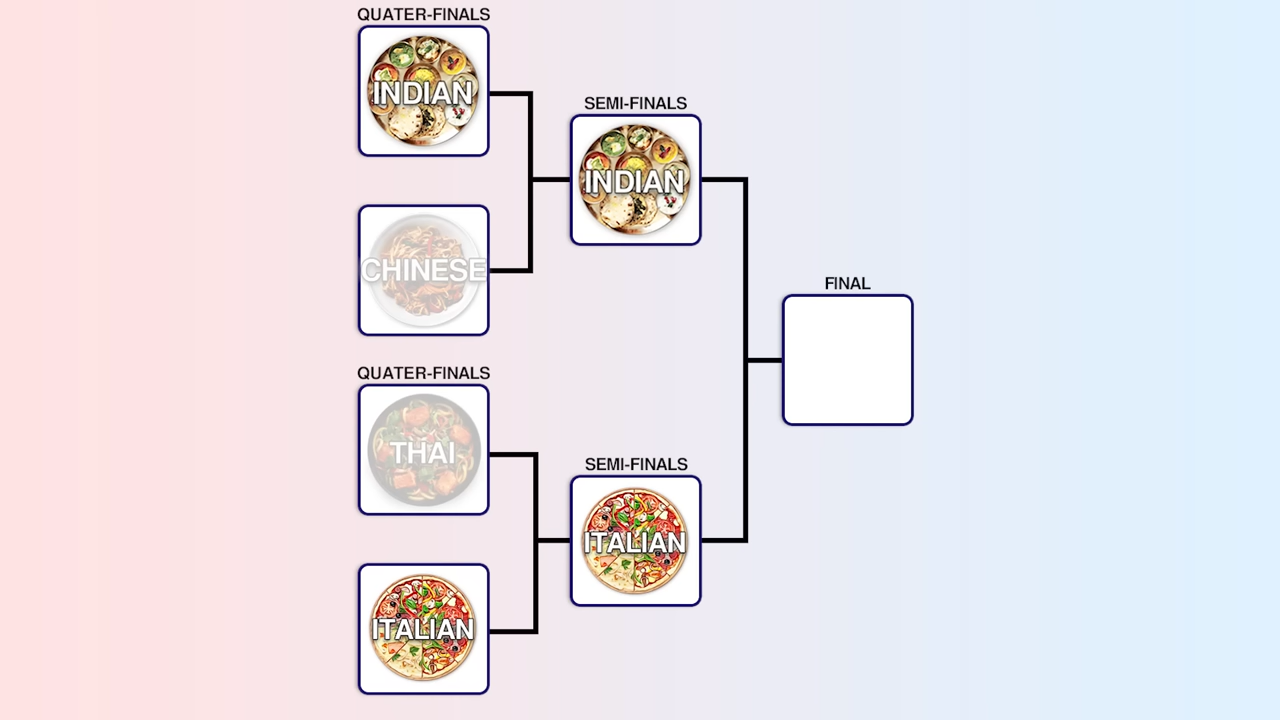 QUATER-FINALS
INDIAN
CHINESE
QUATER-FINALS
THAI
ITALIAN
SEMI-FINALS
INDIAN
SEMI-FINALS
ITALIAN
FINAL